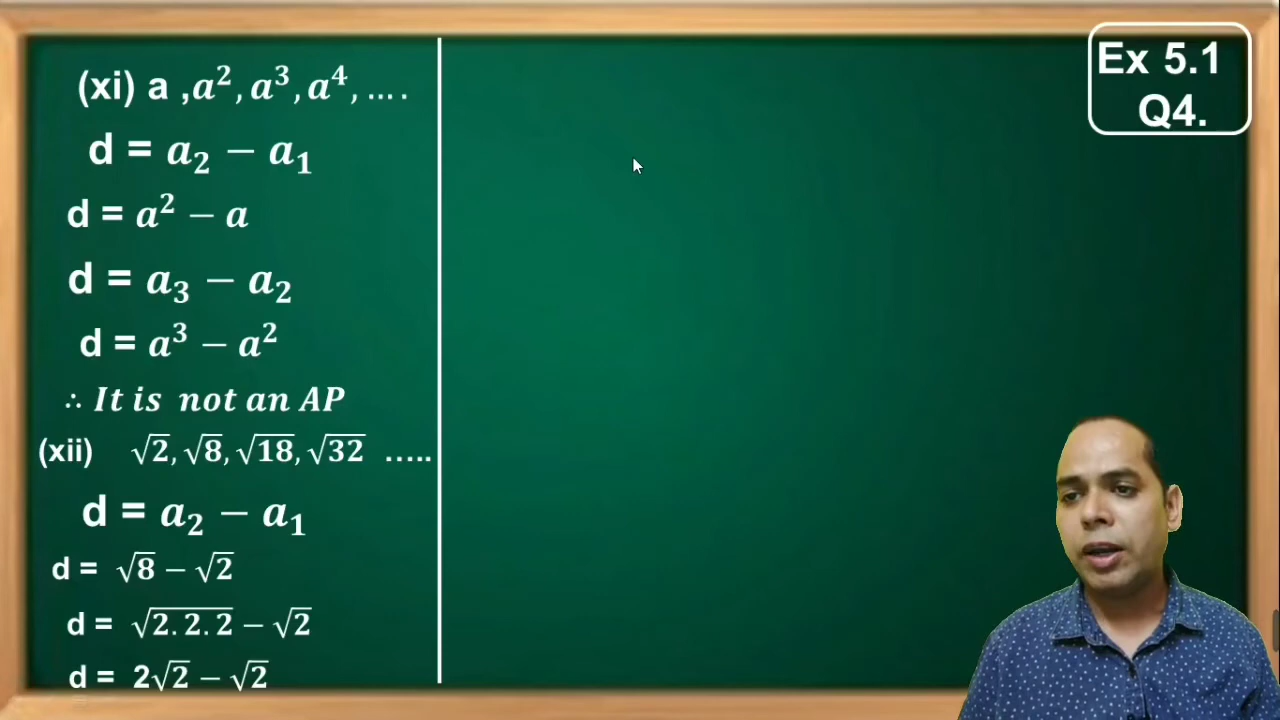 (xi) a ,a², a³, a⁴, ... .
d = a₂ − a₁
d = a² − a
d = a₃ − a₂
d = a³ − a²
∴ It is not an AP
(xii) √2, √8, √18, √32 .....
d = a₂ − a₁
d = √8 − √2
d = √2.2.2 − √2
d = 2√2 − √2
Ex 5.1
Q4.